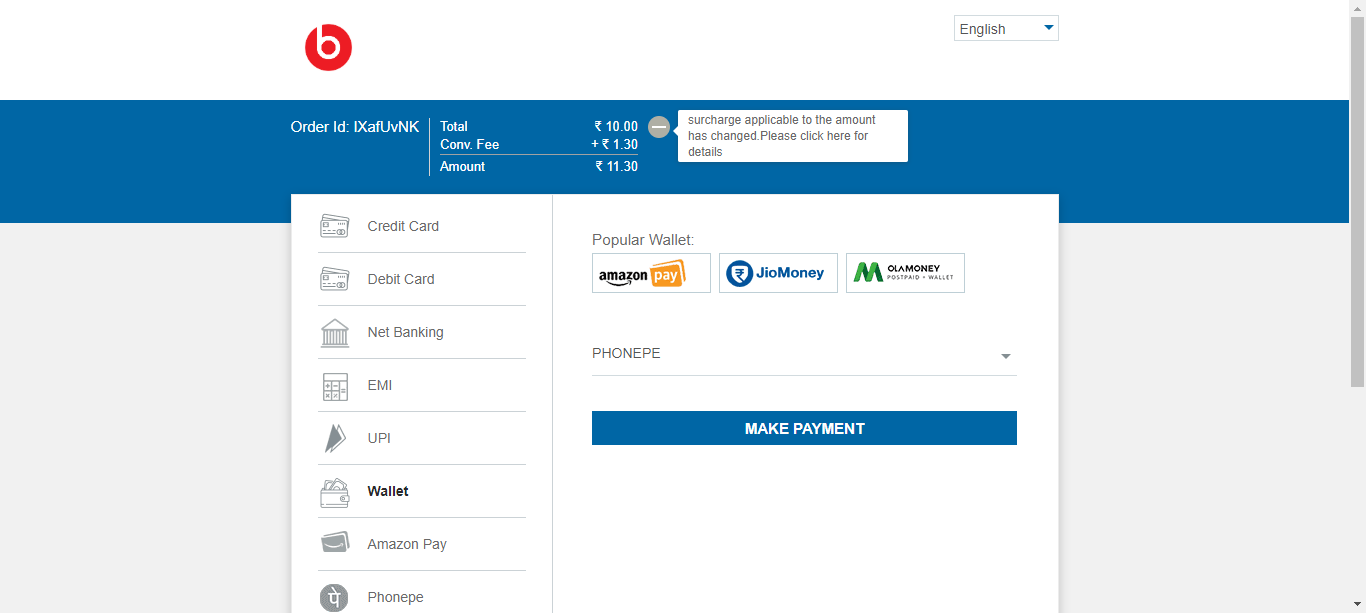 b
English
Order Id: IXafUvNK
Total ₹ 10.00
Conv. Fee + ₹ 1.30
Amount ₹ 11.30
surcharge applicable to the amount
has changed.Please click here for
details
Credit Card
Debit Card
Net Banking
EMI
UPI
Wallet
Amazon Pay
पे Phonepe
Popular Wallet:
amazon pay
₹ JioMoney
OLAMONEY
POSTPAID + WALLET
PHONEPE
MAKE PAYMENT